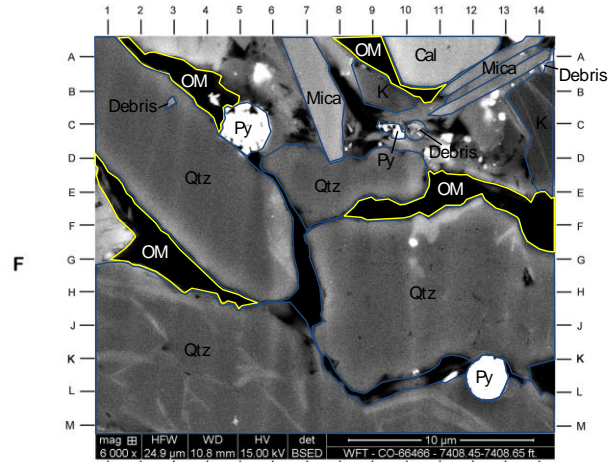 1 2 3 4 5 6 7 8 9 10 11 12 13 14
A OM OM Cal Mica A
Debris
B Mica K B
Debris K
C Py C
Py Debris
D D
Qtz Qtz
E OM E
F OM F
F
G G
H Qtz H
J J
Qtz
K K
Py
L L
M M
mag HFW WD HV det 10 µm
6 000 x 24.9 µm 10.8 mm 15.00 kV BSED WFT - CO-66466 - 7408.45-7408.65 ft.